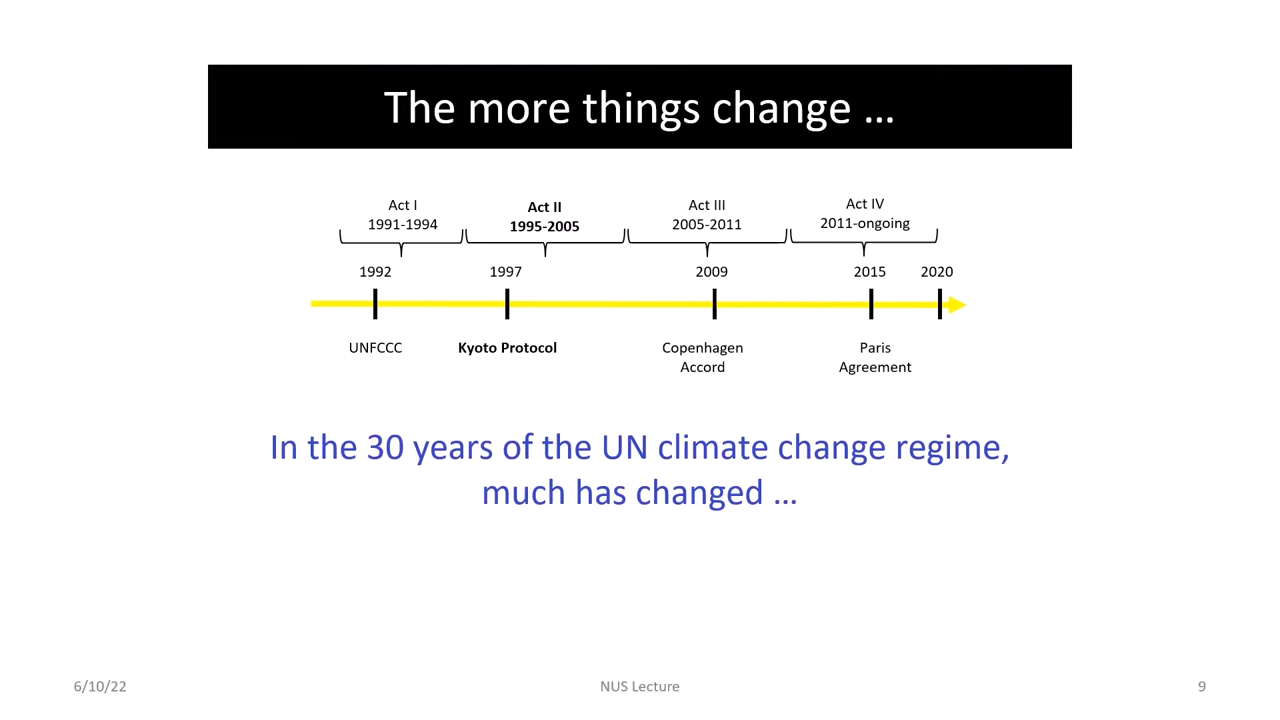 The more things change …
Act I
1991-1994
Act II
1995-2005
Act III
2005-2011
Act IV
2011-ongoing
1992
1997
2009
2015
2020
UNFCCC
Kyoto Protocol
Copenhagen
Accord
Paris
Agreement
In the 30 years of the UN climate change regime,
much has changed …
6/10/22
NUS Lecture
9